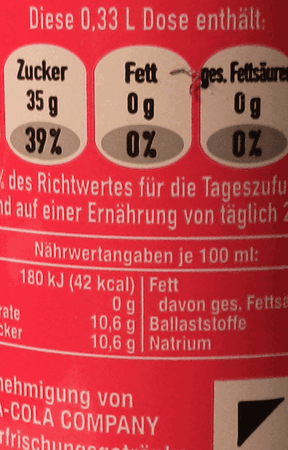 Diese 0,33 L Dose enthält:
Zucker Fett ges. Fettsäure
35 g 0 g 0 g
39% 0% 0%
% des Richtwertes für die Tageszufu
nd auf einer Ernährung von täglich 2
Nährwertangaben je 100 ml:
180 kJ (42 kcal) Fett
0 g davon ges. Fettsä
rate 10,6 g Ballaststoffe
cker 10,6 g Natrium
nehmigung von
A-COLA COMPANY
rfrischungsgeträn